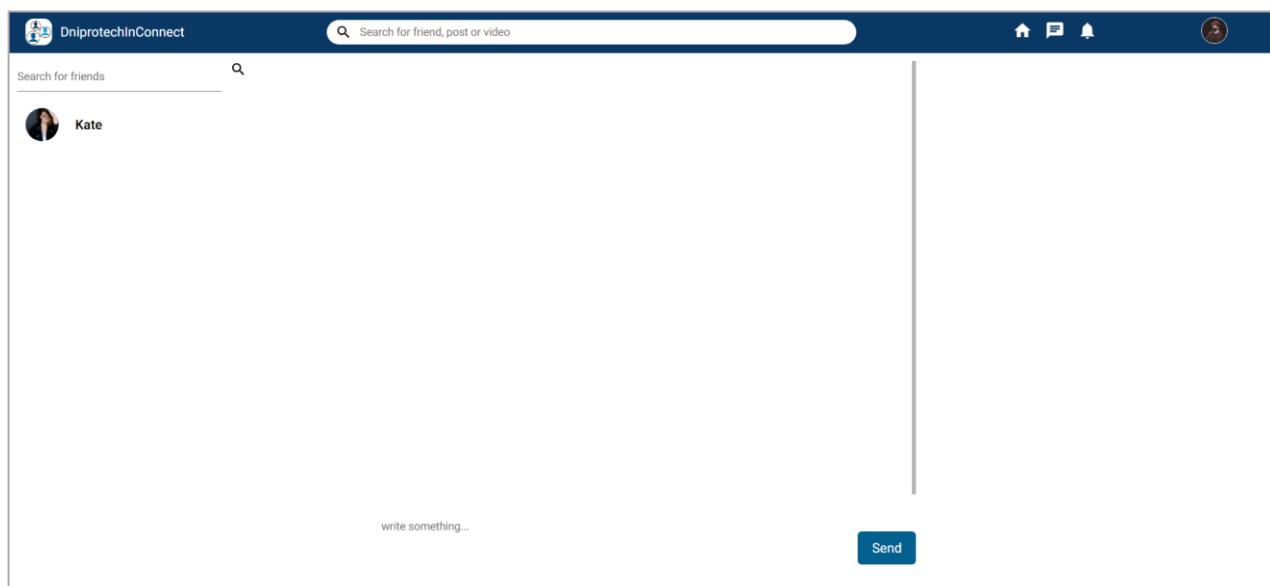 DniprotechInConnect
Search for friend, post or video
Search for friends
Kate
write something...
Send